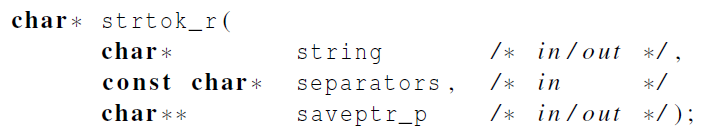 char* strtok_r(
char* string /* in/out */,
const char* separators, /* in */
char** saveptr_p /* in/out */);